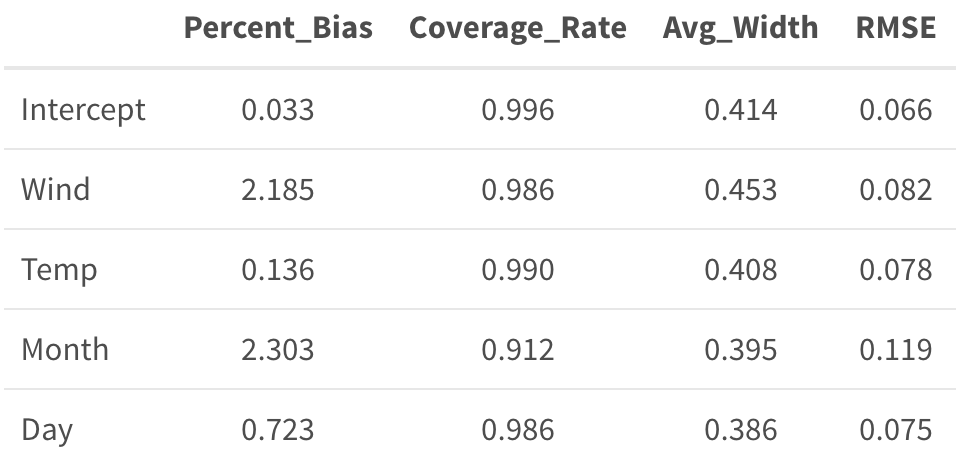 Percent_Bias Coverage_Rate Avg_Width RMSE
Intercept 0.033 0.996 0.414 0.066
Wind 2.185 0.986 0.453 0.082
Temp 0.136 0.990 0.408 0.078
Month 2.303 0.912 0.395 0.119
Day 0.723 0.986 0.386 0.075